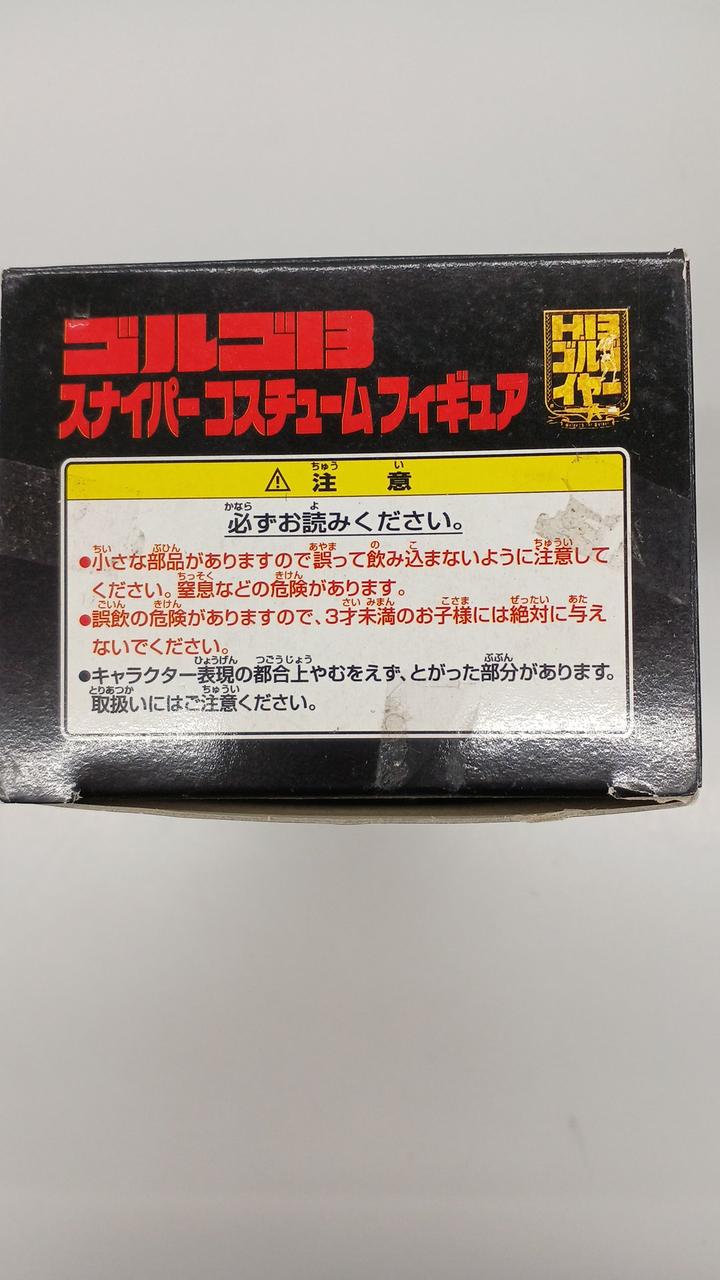 ゴルゴ13
スナイパーコスチュームフィギュア
H.13
ゴルゴ
イヤー
⚠ 注意
必ずお読みください。
●小さな部品がありますので誤って飲み込まないように注意して
ください。窒息などの危険があります。
●誤飲の危険がありますので、3才未満のお子様には絶対に与え
ないでください。
●キャラクター表現の都合上やむをえず、とがった部分があります。
取扱いにはご注意ください。